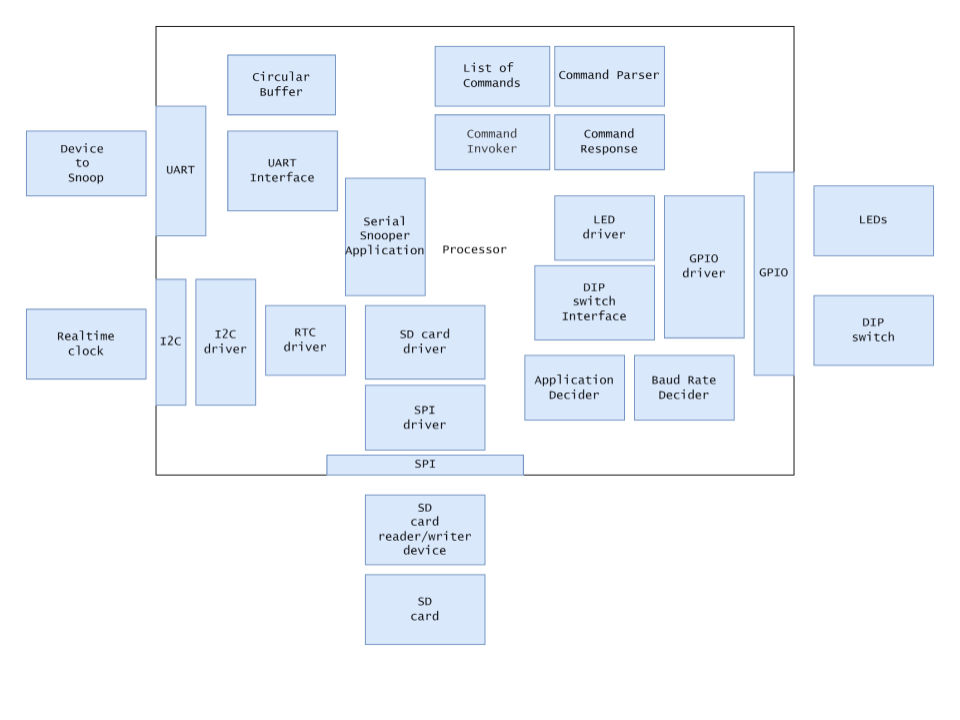 Circular
Buffer
List of
Commands
Command Parser
Device
to
Snoop
UART
UART
Interface
Command
Invoker
Command
Response
Serial
Snooper
Application
Processor
LED
driver
GPIO
driver
GPIO
LEDs
DIP
switch
Interface
DIP
switch
Realtime
clock
I2C
I2C
driver
RTC
driver
SD card
driver
Application
Decider
Baud Rate
Decider
SPI
driver
SPI
SD
card
reader/writer
device
SD
card